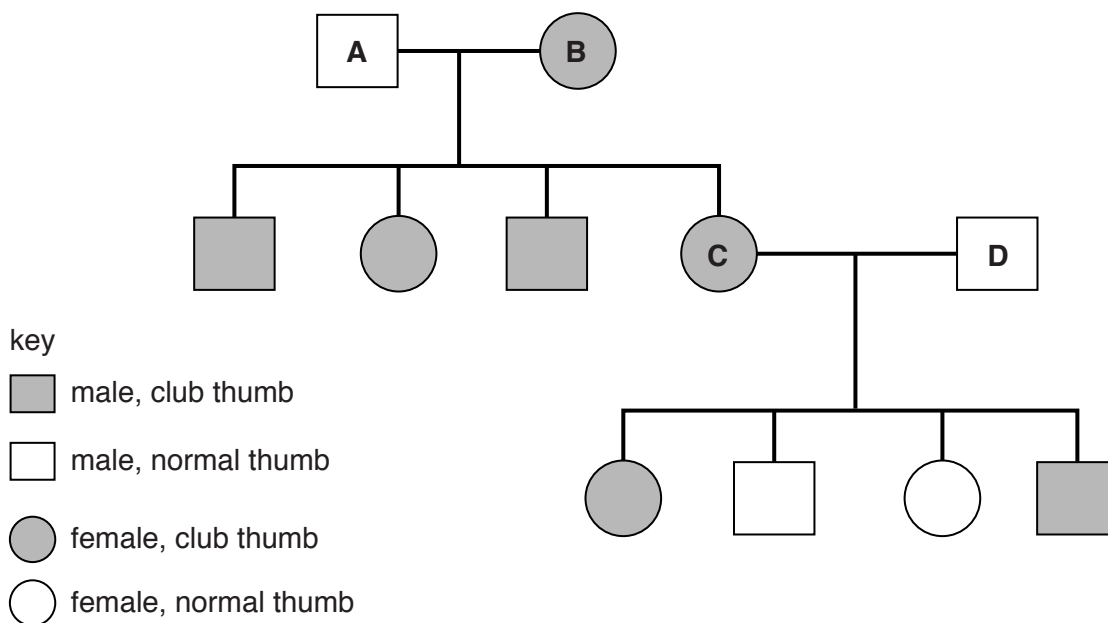 A
B
C
D
key
male, club thumb
male, normal thumb
female, club thumb
female, normal thumb